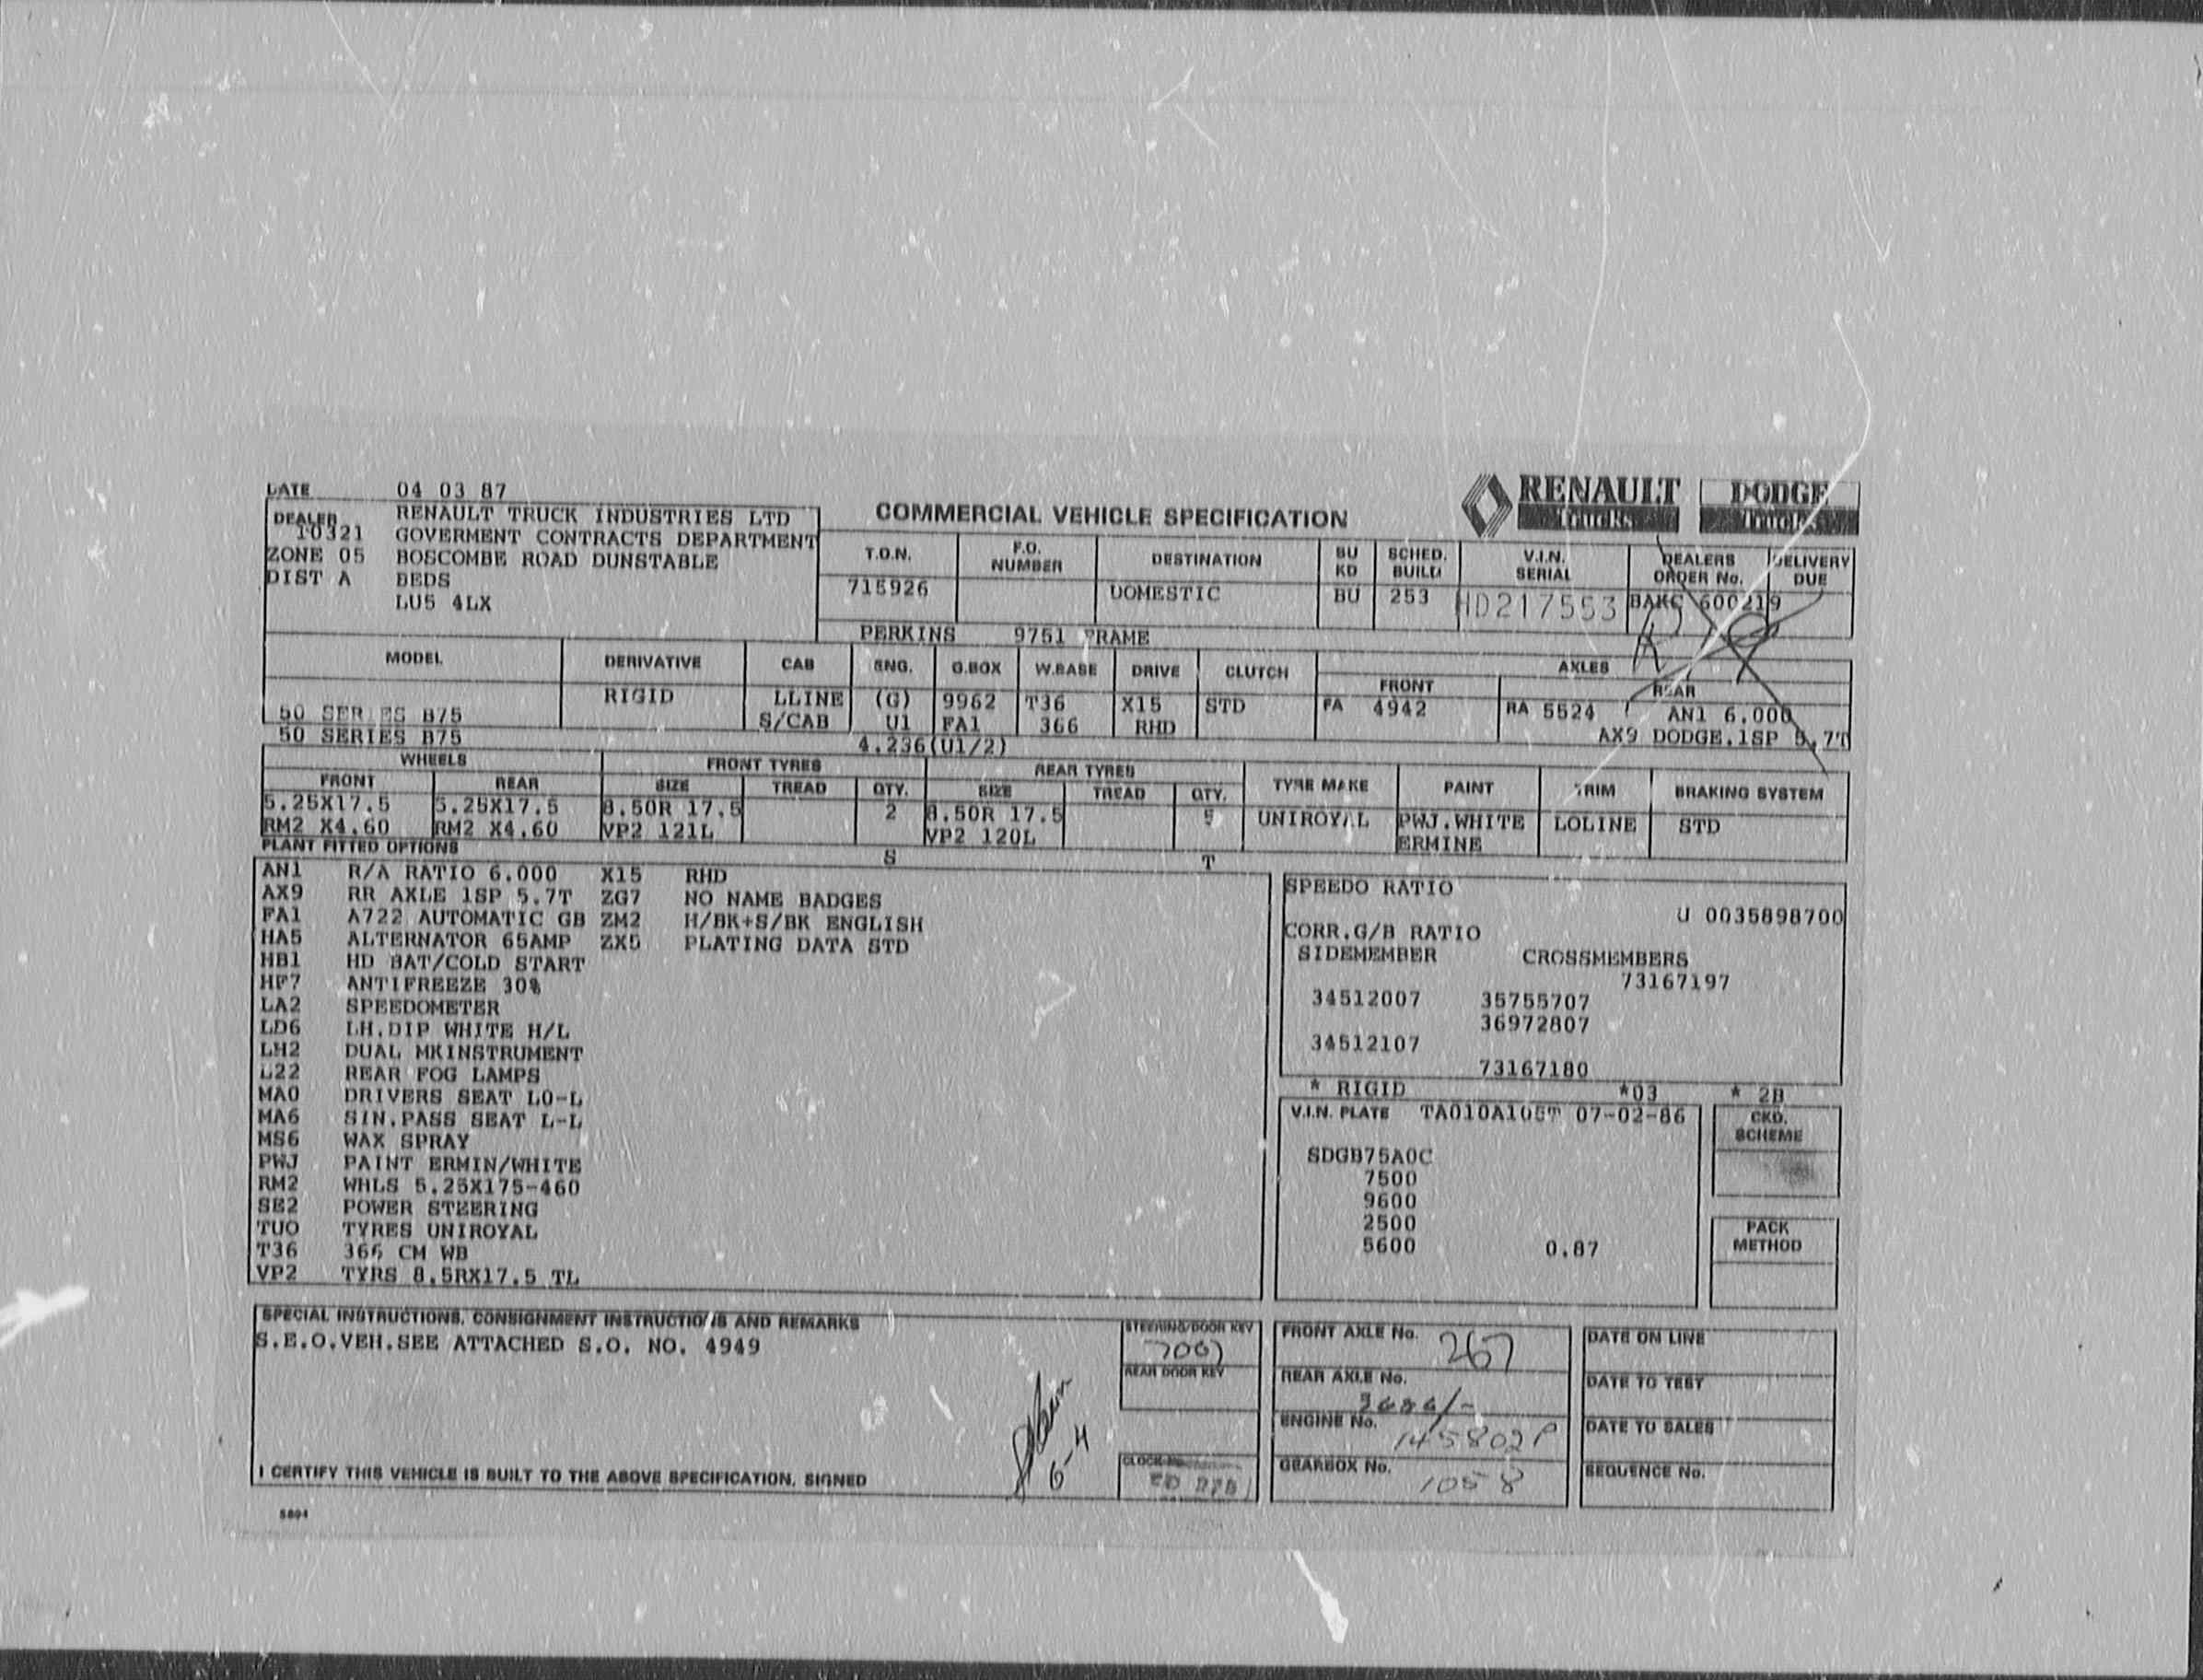 DATE 04 03 87
RENAULT TRUCKS DODGE TRUCKS
COMMERCIAL VEHICLE SPECIFICATION
DEALER RENAULT TRUCK INDUSTRIES LTD
10321 GOVERMENT CONTRACTS DEPARTMENT
ZONE 05 BOSCOMBE ROAD DUNSTABLE
DIST A BEDS
LU5 4LX
T.O.N. F.O. NUMBER DESTINATION BU KD SCHED. BUILD V.I.N. SERIAL DEALERS ORDER No. DELIVERY DUE
715926 DOMESTIC BU 253 HD217553 BAKC 600219
PERKINS 9751 FRAME
MODEL DERIVATIVE CAB ENG. G.BOX W.BASE DRIVE CLUTCH AXLES
FRONT REAR
RIGID LLINE (G) 9962 T36 X15 STD FA 4942 RA 5524 AN1 6.000
50 SERIES B75 S/CAB U1 FA1 366 RHD
50 SERIES B75 4.236(U1/2) AX9 DODGE.1SP 5.7T
WHEELS FRONT TYRES REAR TYRES TYRE MAKE PAINT TRIM BRAKING SYSTEM
FRONT REAR SIZE TREAD QTY. SIZE TREAD QTY.
5.25X17.5 5.25X17.5 8.50R 17.5 2 8.50R 17.5 5 UNIROYAL PWJ.WHITE LOLINE STD
RM2 X4.60 RM2 X4.60 VP2 121L VP2 120L ERMINE
PLANT FITTED OPTIONS S T
AN1 R/A RATIO 6.000 X15 RHD
AX9 RR AXLE 1SP 5.7T ZG7 NO NAME BADGES
FA1 A722 AUTOMATIC GB ZM2 H/BK+S/BK ENGLISH
HA5 ALTERNATOR 65AMP ZX5 PLATING DATA STD
HB1 HD BAT/COLD START
HF7 ANTIFREEZE 30%
LA2 SPEEDOMETER
LD6 LH.DIP WHITE H/L
LH2 DUAL MKINSTRUMENT
L22 REAR FOG LAMPS
MA0 DRIVERS SEAT LO-L
MA6 SIN.PASS SEAT L-L
MS6 WAX SPRAY
PWJ PAINT ERMIN/WHITE
RM2 WHLS 5.25X175-460
SE2 POWER STEERING
TUO TYRES UNIROYAL
T36 366 CM WB
VP2 TYRS 8.5RX17.5 TL
SPEEDO RATIO
U 0035898700
CORR.G/B RATIO
SIDEMEMBER CROSSMEMBERS
73167197
34512007 35755707
36972807
34512107
73167180
* RIGID *03 * 2B
V.I.N. PLATE TA010A105T 07-02-86
SDGB75A0C
7500
9600
2500
5600 0.87
CKD. SCHEME
PACK METHOD
SPECIAL INSTRUCTIONS, CONSIGNMENT INSTRUCTIONS AND REMARKS
S.E.O.VEH.SEE ATTACHED S.O. NO. 4949
I CERTIFY THIS VEHICLE IS BUILT TO THE ABOVE SPECIFICATION, SIGNED
6-4
STEERING/DOOR KEY
REAR DOOR KEY
FRONT AXLE No. 267
REAR AXLE No.
ENGINE No. 145802P
GEARBOX No. 1058
DATE ON LINE
DATE TO TEST
DATE TO SALES
SEQUENCE No.
5804